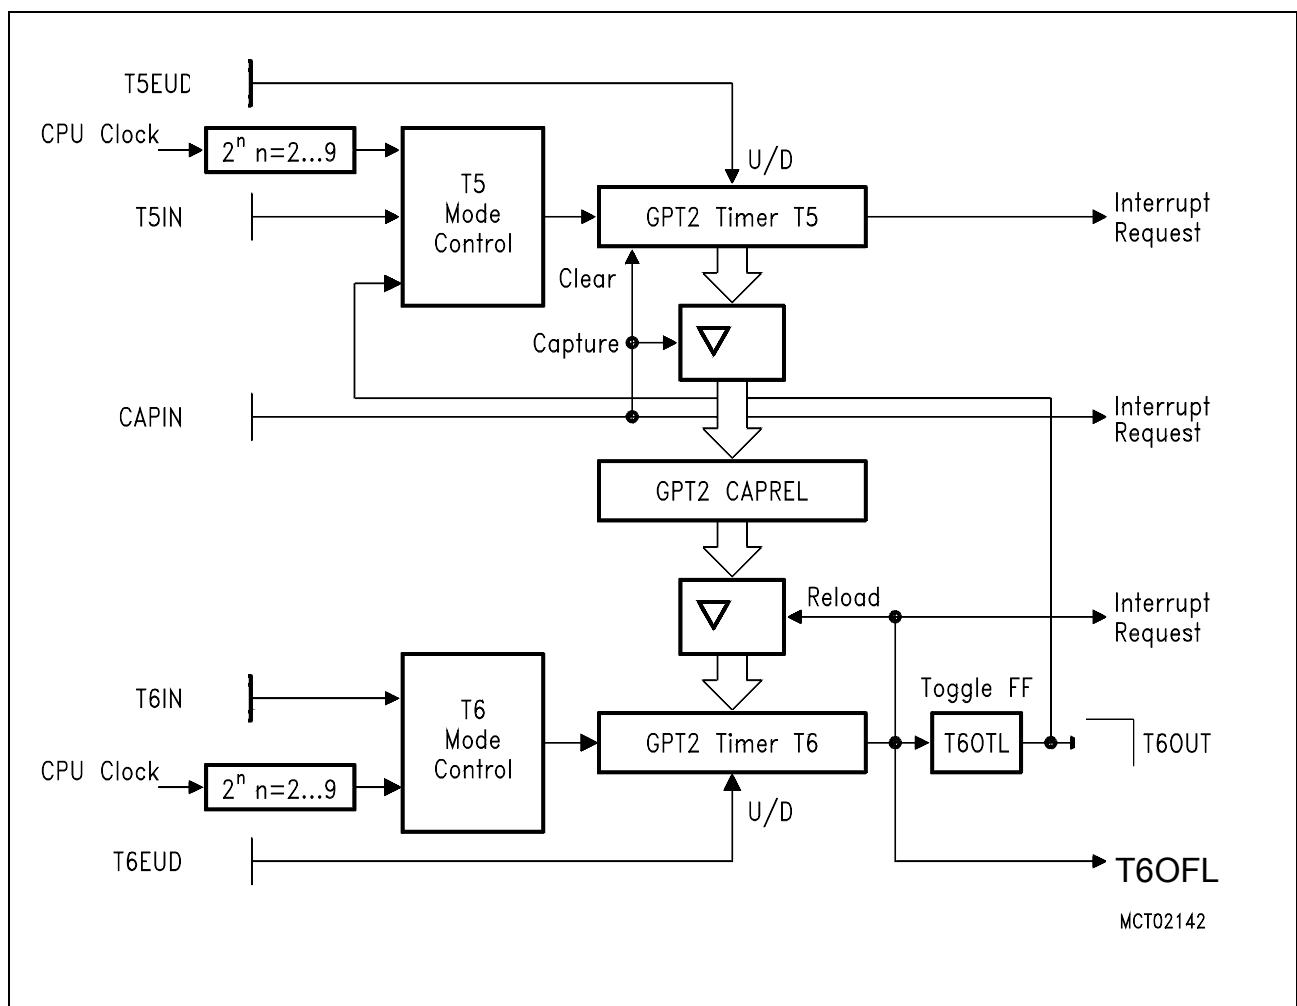 T5EUD
CPU Clock
2n n=2...9
U/D
T5
Mode
Control
T5IN
GPT2 Timer T5
Interrupt
Request
Clear
Capture
CAPIN
Interrupt
Request
GPT2 CAPREL
Reload
Interrupt
Request
T6IN
T6
Mode
Control
Toggle FF
GPT2 Timer T6
T6OTL
T6OUT
CPU Clock
2n n=2...9
U/D
T6EUD
T6OFL
MCT02142